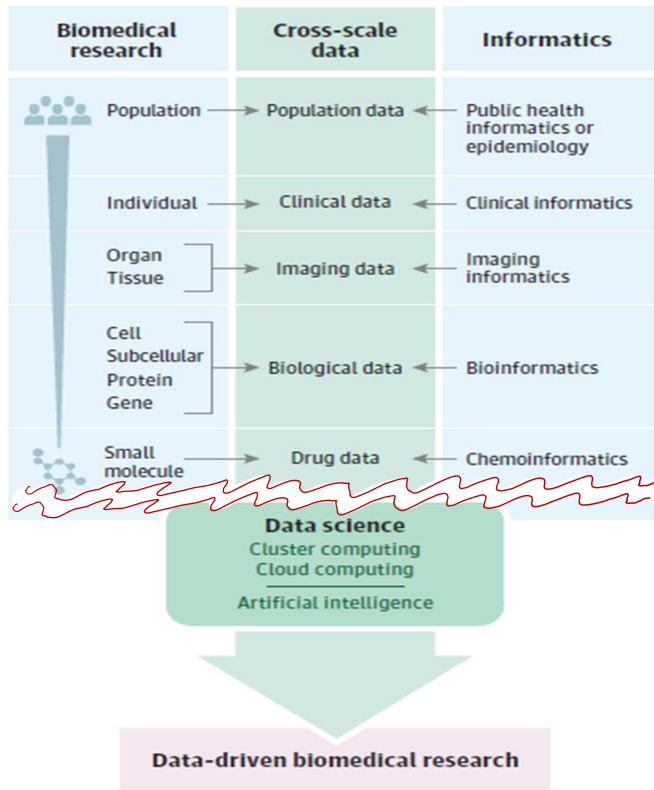 Biomedical
research
Cross-scale
data
Informatics
Population
Population data
Public health
informatics or
epidemiology
Individual
Clinical data
Clinical informatics
Organ
Tissue
Imaging data
Imaging
informatics
Cell
Subcellular
Protein
Gene
Biological data
Bioinformatics
Small
molecule
Drug data
Chemoinformatics
Data science
Cluster computing
Cloud computing
Artificial intelligence
Data-driven biomedical research